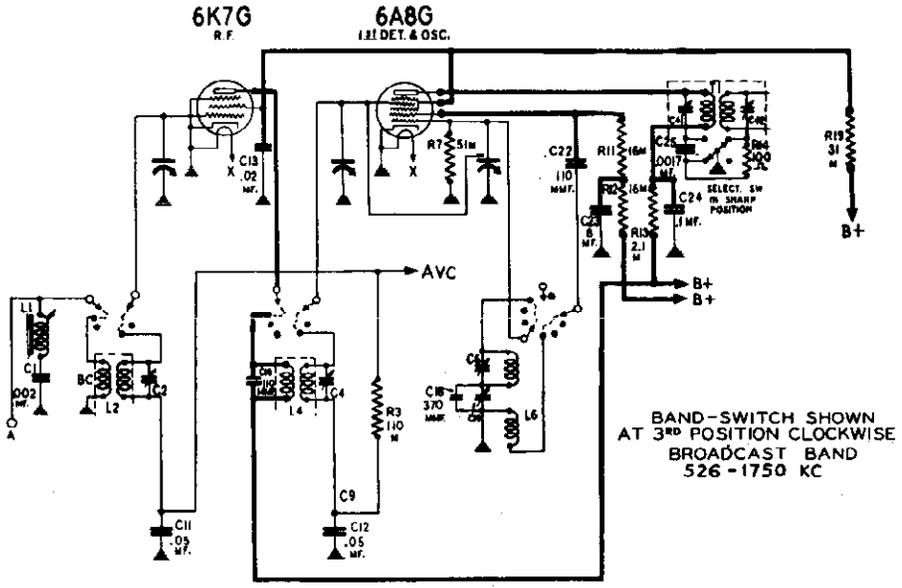 6K7G
R.F.
6A8G
1ST DET. & OSC.
C13
.02
MF.
X
R7
51M
X
C22
110
MMF.
R11
16M
R12
16M
C23
8
MF.
R13
2.1
M
C25
.0017
MF.
R14
100
SELECT. SW
IN SHARP
POSITION
C24
.1MF.
R19
31
M
B+
AVC
B+
B+
L1
C1
.002
MF.
A
BC
L2
C2
110
MMF.
L4
C4
R3
110
M
C18
370
MMF.
L6
C9
C11
.05
MF.
C12
.05
MF.
BAND-SWITCH SHOWN
AT 3RD POSITION CLOCKWISE
BROADCAST BAND
526-1750 KC